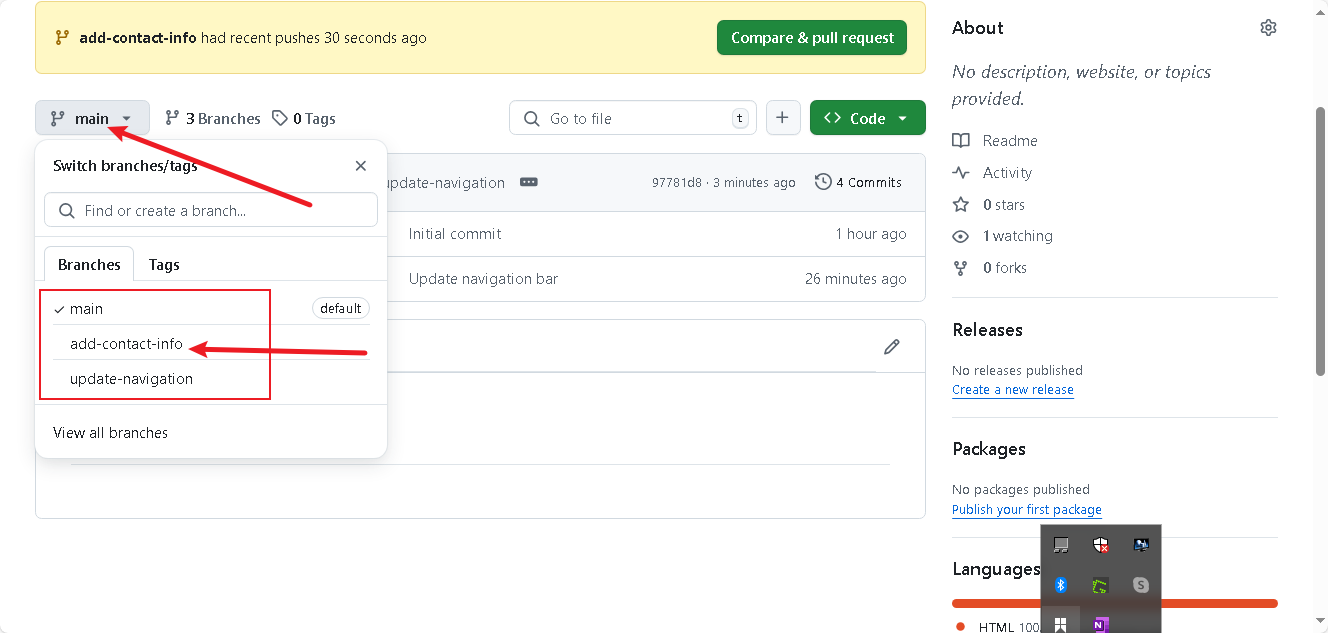 add-contact-info had recent pushes 30 seconds ago
Compare & pull request
main
3 Branches
0 Tags
Go to file
t
Code
Switch branches/tags
Find or create a branch...
Branches
Tags
main
default
add-contact-info
update-navigation
View all branches
update-navigation
97781d8 · 3 minutes ago
4 Commits
Initial commit
1 hour ago
Update navigation bar
26 minutes ago
About
No description, website, or topics
provided.
Readme
Activity
0 stars
1 watching
0 forks
Releases
No releases published
Create a new release
Packages
No packages published
Publish your first package
Languages
HTML 100
S
N